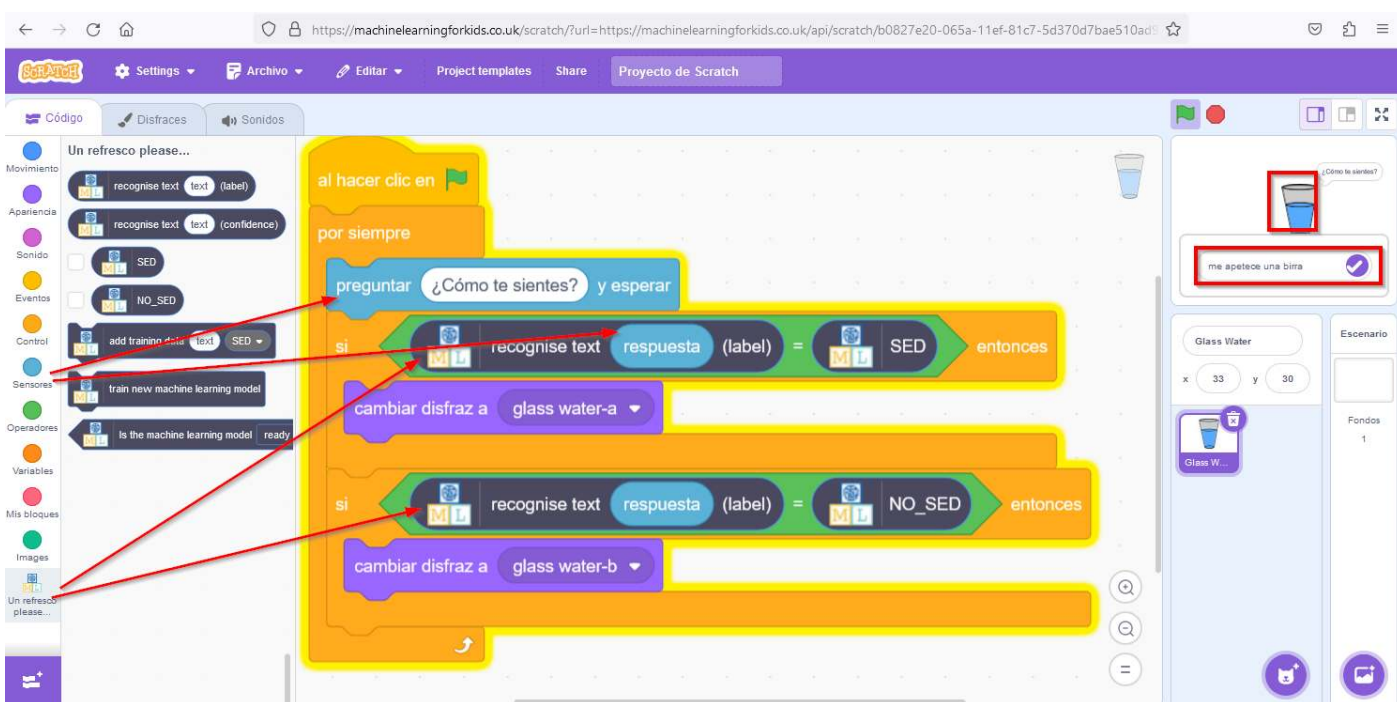 https://machinelearningforkids.co.uk/scratch/?url=https://machinelearningforkids.co.uk/api/scratch/b0827e20-065a-11ef-81c7-5d370d7bae510ad
SCRATCH Settings Archivo Editar Project templates Share Proyecto de Scratch
Código Disfraces Sonidos
Movimiento
Apariencia
Sonido
Eventos
Control
Sensores
Operadores
Variables
Mis bloques
Images
Un refresco
please...
Un refresco please...
recognise text text (label)
recognise text text (confidence)
SED
NO_SED
add training data text SED
train new machine learning model
Is the machine learning model ready
al hacer clic en
por siempre
preguntar ¿Cómo te sientes? y esperar
si ML recognise text respuesta (label) = ML SED entonces
cambiar disfraz a glass water-a
si ML recognise text respuesta (label) = ML NO_SED entonces
cambiar disfraz a glass water-b
¿Cómo te sientes?
me apetece una birra
Glass Water
x 33 y 30
Glass W...
Escenario
Fondos
1